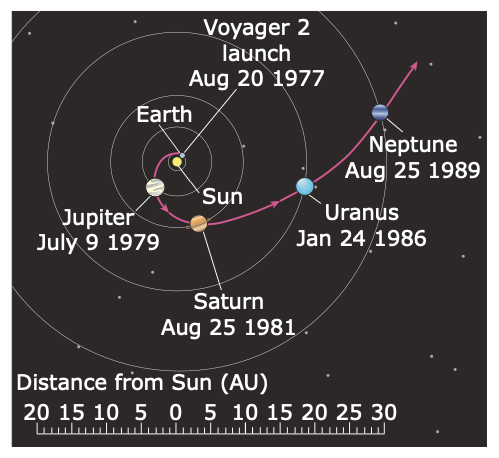 Voyager 2
launch
Aug 20 1977
Earth
Neptune
Aug 25 1989
Sun
Jupiter
July 9 1979
Uranus
Jan 24 1986
Saturn
Aug 25 1981
Distance from Sun (AU)
20 15 10 5 0 5 10 15 20 25 30